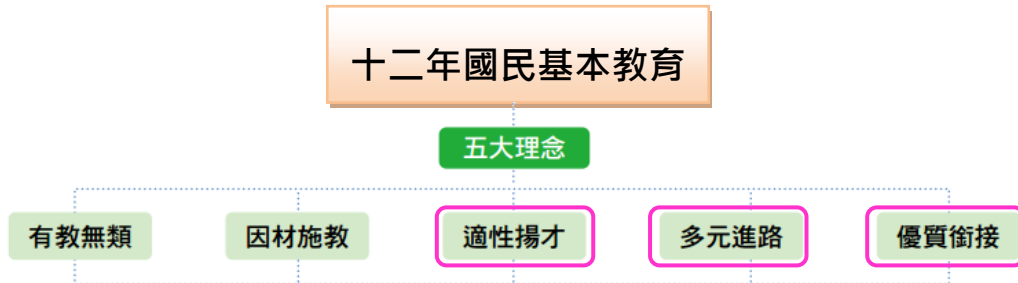 十二年國民基本教育
五大理念
有教無類
因材施教
適性揚才
多元進路
優質銜接